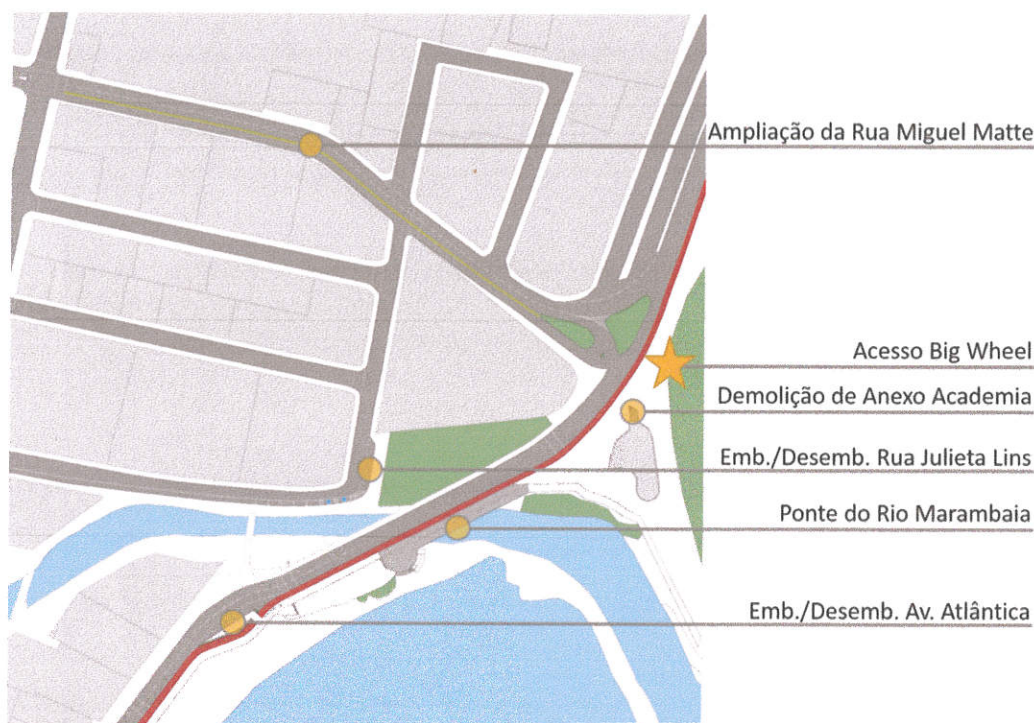 Ampliação da Rua Miguel Matte
Acesso Big Wheel
Demolição de Anexo Academia
Emb./Desemb. Rua Julieta Lins
Ponte do Rio Marambaia
Emb./Desemb. Av. Atlântica